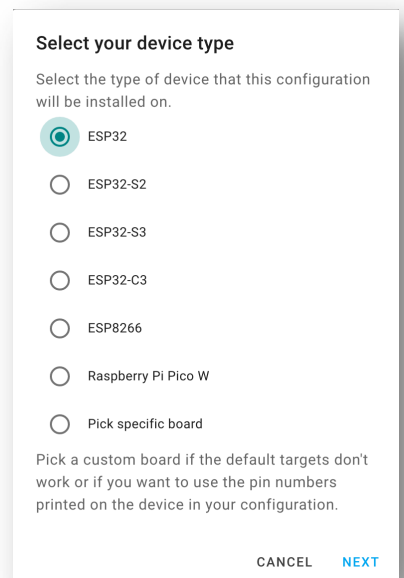 Select your device type
Select the type of device that this configuration
will be installed on.
ESP32
ESP32-S2
ESP32-S3
ESP32-C3
ESP8266
Raspberry Pi Pico W
Pick specific board
Pick a custom board if the default targets don't
work or if you want to use the pin numbers
printed on the device in your configuration.
CANCEL NEXT